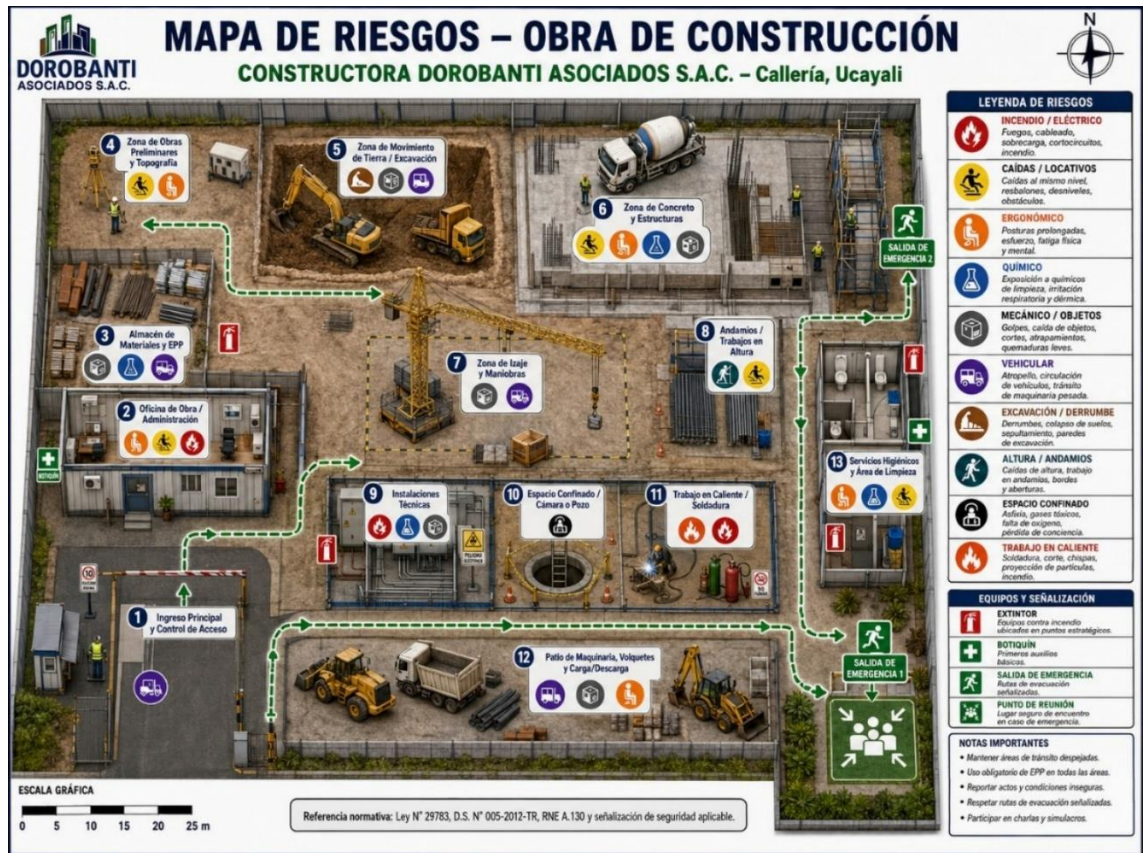 DOROBANTI
ASOCIADOS S.A.C.
MAPA DE RIESGOS – OBRA DE CONSTRUCCIÓN
CONSTRUCTORA DOROBANTI ASOCIADOS S.A.C. – Callería, Ucayali
N
4
Zona de Obras
Preliminares
y Topografía
5
Zona de Movimiento
de Tierra / Excavación
6
Zona de Concreto
y Estructuras
SALIDA DE
EMERGENCIA 2
3
Almacén de
Materiales y EPP
7
Zona de Izaje
y Maniobras
8
Andamios /
Trabajos en
Altura
2
Oficina de Obra /
Administración
BOTIQUÍN
9
Instalaciones
Técnicas
PELIGRO
10
Espacio Confinado /
Cámara o Pozo
11
Trabajo en Caliente /
Soldadura
13
Servicios Higiénicos
y Área de Limpieza
10
1
Ingreso Principal
y Control de Acceso
12
Patio de Maquinaria, Volquetes
y Carga/Descarga
SALIDA DE
EMERGENCIA 1
LEYENDA DE RIESGOS
INCENDIO / ELÉCTRICO
Fuegos, cableado,
sobrecarga, cortocircuitos,
incendio.
CAÍDAS / LOCATIVOS
Caídas al mismo nivel,
resbalones, desniveles,
obstáculos.
ERGONÓMICO
Posturas prolongadas,
esfuerzo, fatiga física
y mental.
QUÍMICO
Exposición a químicos
de limpieza, irritación
respiratoria y dérmica.
MECÁNICO / OBJETOS
Golpes, caída de objetos,
cortes, atrapamientos,
quemaduras leves.
VEHICULAR
Atropello, circulación
de vehículos, tránsito
de maquinaria pesada.
EXCAVACIÓN / DERRUMBE
Derrumbes, colapso de suelos,
sepultamiento, paredes
de excavación.
ALTURA / ANDAMIOS
Caídas de altura, trabajo
en andamios, bordes
y aberturas.
ESPACIO CONFINADO
Asfixia, gases tóxicos,
falta de oxígeno,
pérdida de conciencia.
TRABAJO EN CALIENTE
Soldadura, corte, chispas,
proyección de partículas,
incendio.
EQUIPOS Y SEÑALIZACIÓN
EXTINTOR
Equipos contra incendio
ubicados en puntos estratégicos.
BOTIQUÍN
Primeros auxilios
básicos.
SALIDA DE EMERGENCIA
Rutas de evacuación
señalizadas.
PUNTO DE REUNIÓN
Lugar seguro de encuentro
en caso de emergencia.
NOTAS IMPORTANTES
• Mantener áreas de tránsito despejadas.
• Uso obligatorio de EPP en todas las áreas.
• Reportar actos y condiciones inseguras.
• Respetar rutas de evacuación señalizadas.
• Participar en charlas y simulacros.
ESCALA GRÁFICA
0 5 10 15 20 25 m
Referencia normativa: Ley N° 29783, D.S. N° 005-2012-TR, RNE A.130 y señalización de seguridad aplicable.